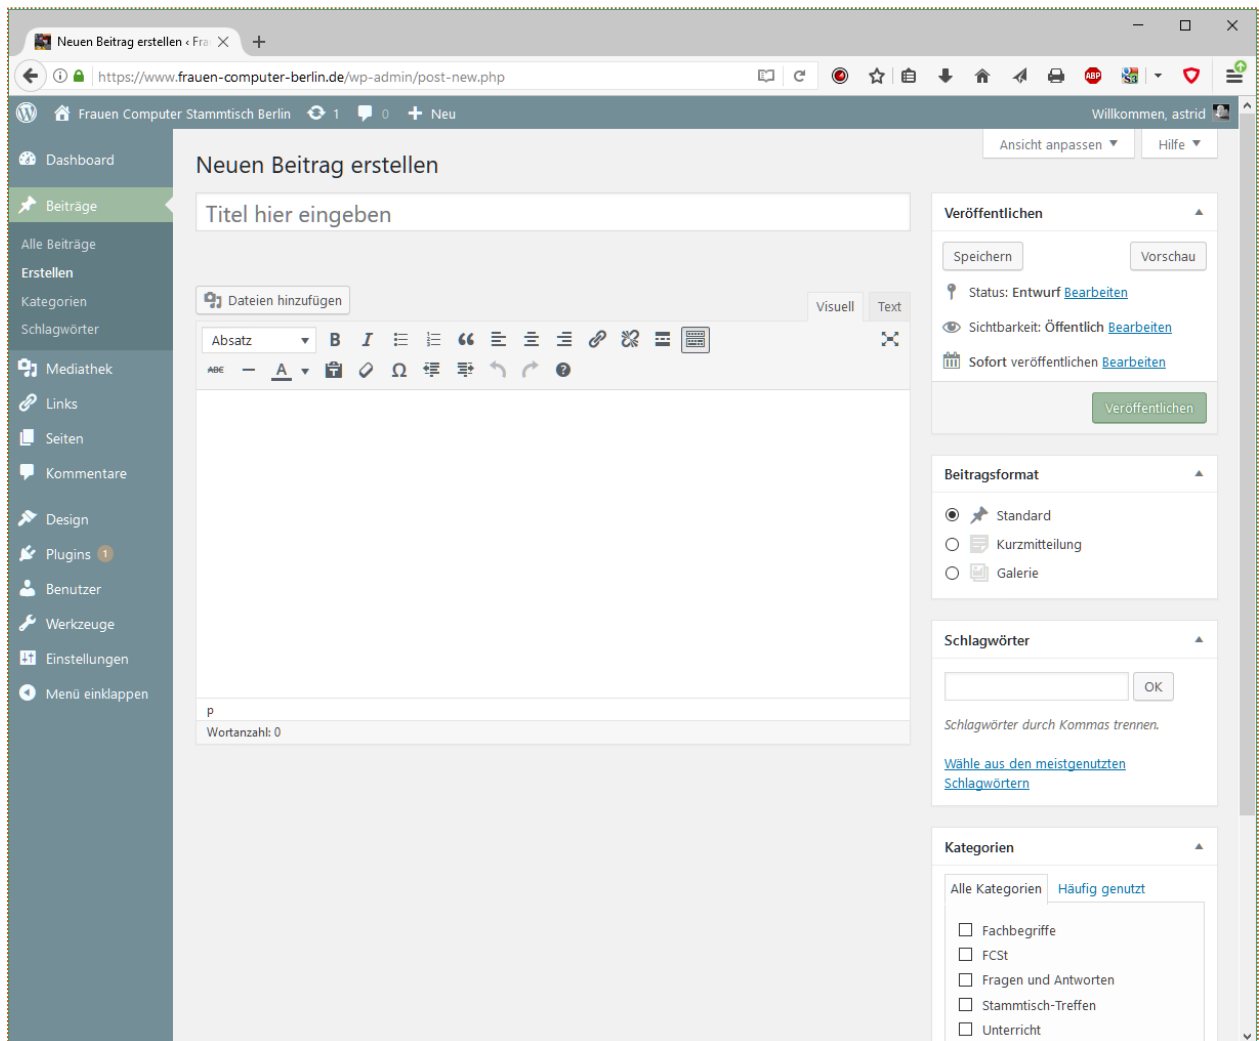 Neuen Beitrag erstellen ‹ Fra
https://www.frauen-computer-berlin.de/wp-admin/post-new.php
ABP
S3
Frauen Computer Stammtisch Berlin 1 0 + Neu
Willkommen, astrid
Dashboard
Beiträge
Alle Beiträge
Erstellen
Kategorien
Schlagwörter
Mediathek
Links
Seiten
Kommentare
Design
Plugins 1
Benutzer
Werkzeuge
Einstellungen
Menü einklappen
Ansicht anpassen
Hilfe
Neuen Beitrag erstellen
Titel hier eingeben
Dateien hinzufügen
Visuell
Text
Absatz
B I
ABE A T Ω ?
p
Wortanzahl: 0
Veröffentlichen
Speichern
Vorschau
Status: Entwurf Bearbeiten
Sichtbarkeit: Öffentlich Bearbeiten
Sofort veröffentlichen Bearbeiten
Veröffentlichen
Beitragsformat
Standard
Kurzmitteilung
Galerie
Schlagwörter
OK
Schlagwörter durch Kommas trennen.
Wähle aus den meistgenutzten
Schlagwörtern
Kategorien
Alle Kategorien
Häufig genutzt
Fachbegriffe
FCSt
Fragen und Antworten
Stammtisch-Treffen
Unterricht